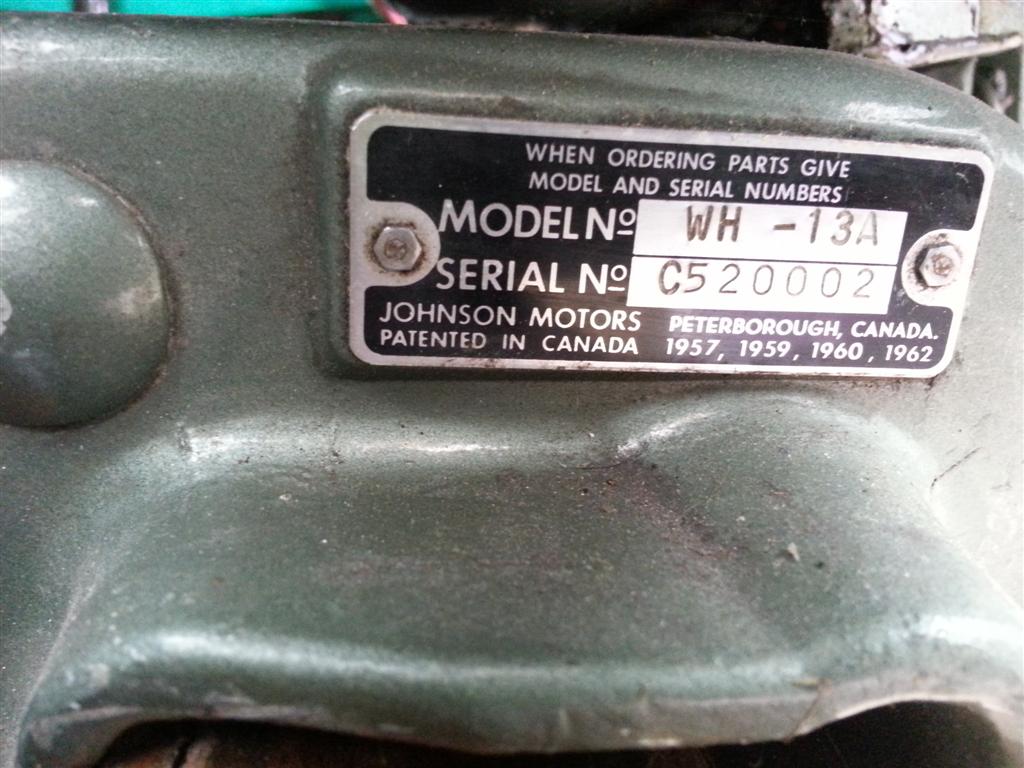 WHEN ORDERING PARTS GIVE
MODEL AND SERIAL NUMBERS
MODEL Nº WH -13A
SERIAL Nº C520002
JOHNSON MOTORS PETERBOROUGH, CANADA.
PATENTED IN CANADA 1957, 1959, 1960, 1962